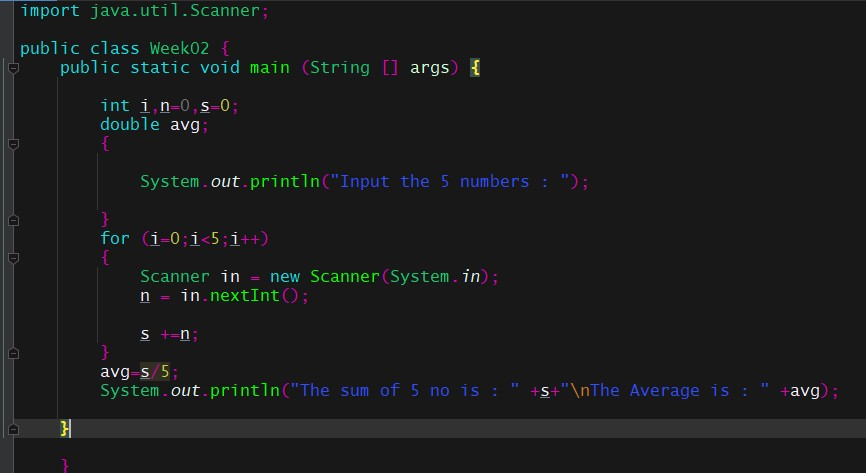 import java.util.Scanner;
public class Week02 {
public static void main (String [] args) {
int i,n=0,s=0;
double avg;
{
System.out.println("Input the 5 numbers : ");
}
for (i=0;i<5;i++)
{
Scanner in = new Scanner(System.in);
n = in.nextInt();
s +=n;
}
avg=s/5;
System.out.println("The sum of 5 no is : " +s+"\nThe Average is : " +avg);
}
}